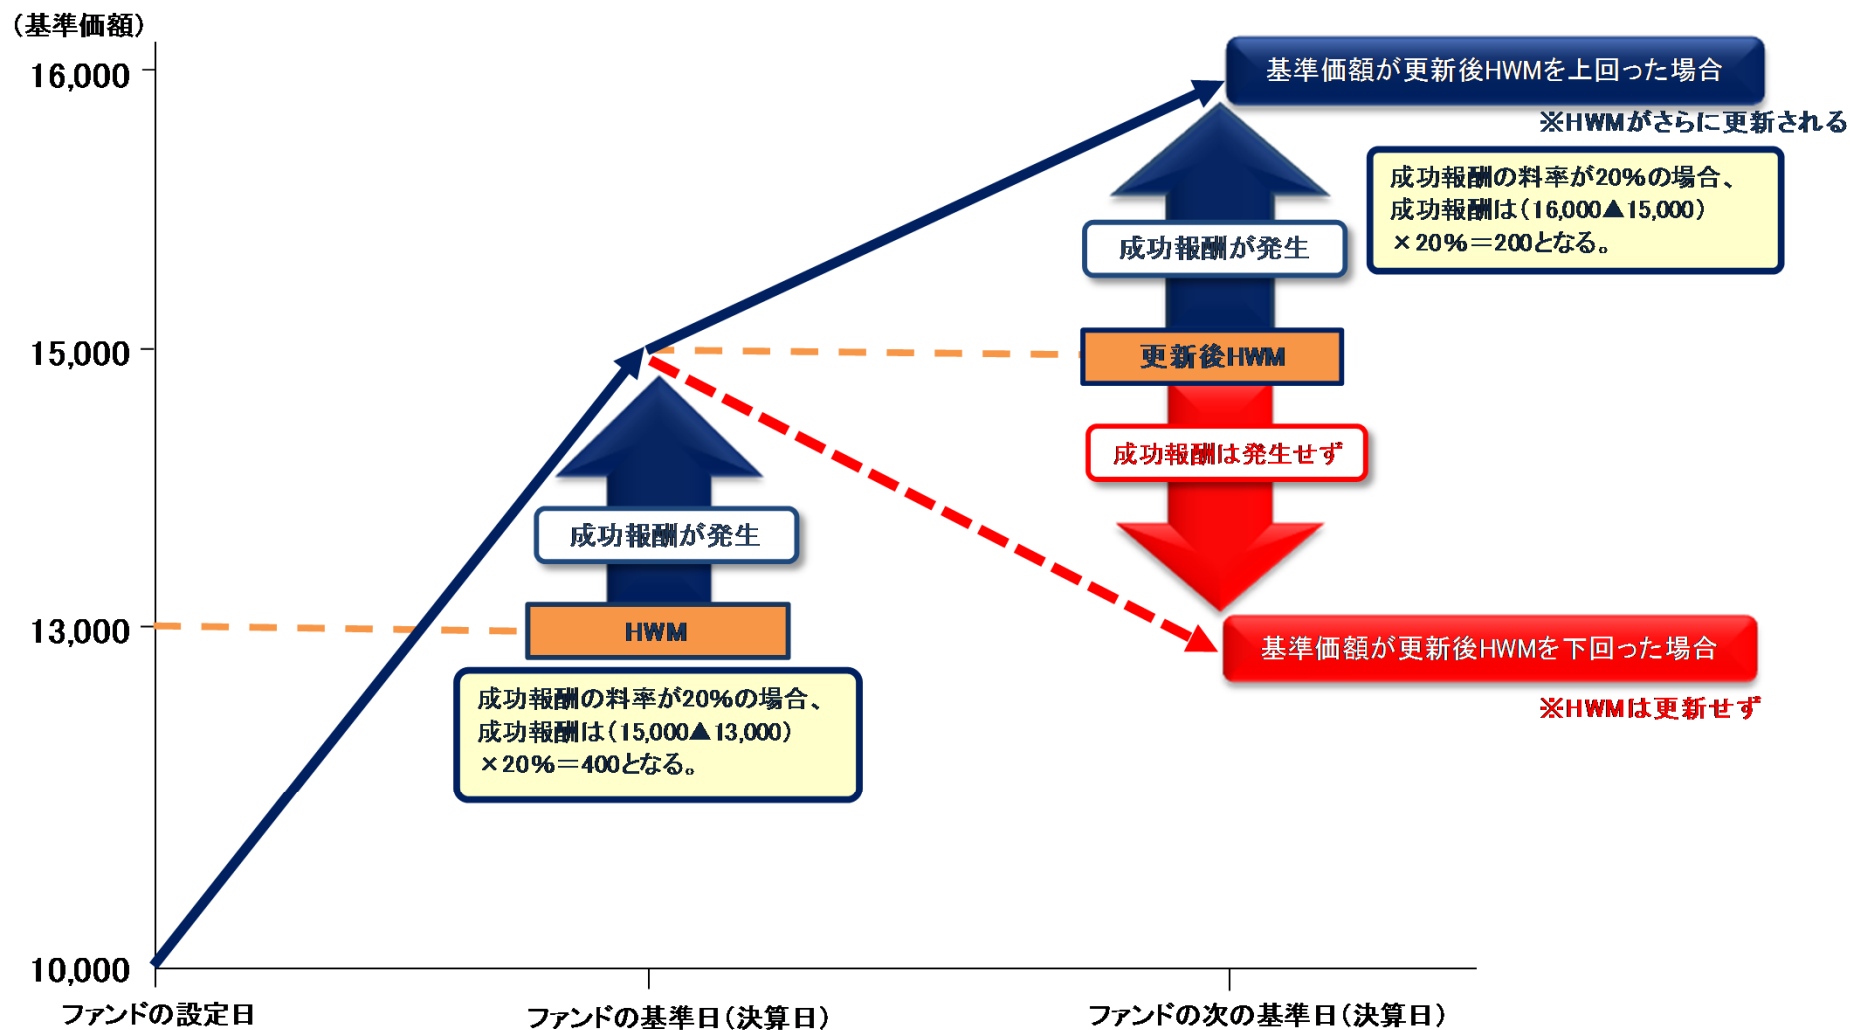 (基準価額)
16,000
基準価額が更新後HWMを上回った場合
※HWMがさらに更新される
成功報酬の料率が20%の場合、
成功報酬は(16,000▲15,000)
×20%=200となる。
成功報酬が発生
15,000
更新後HWM
成功報酬は発生せず
成功報酬が発生
13,000
HWM
基準価額が更新後HWMを下回った場合
※HWMは更新せず
成功報酬の料率が20%の場合、
成功報酬は(15,000▲13,000)
×20%=400となる。
10,000
ファンドの設定日
ファンドの基準日(決算日)
ファンドの次の基準日(決算日)